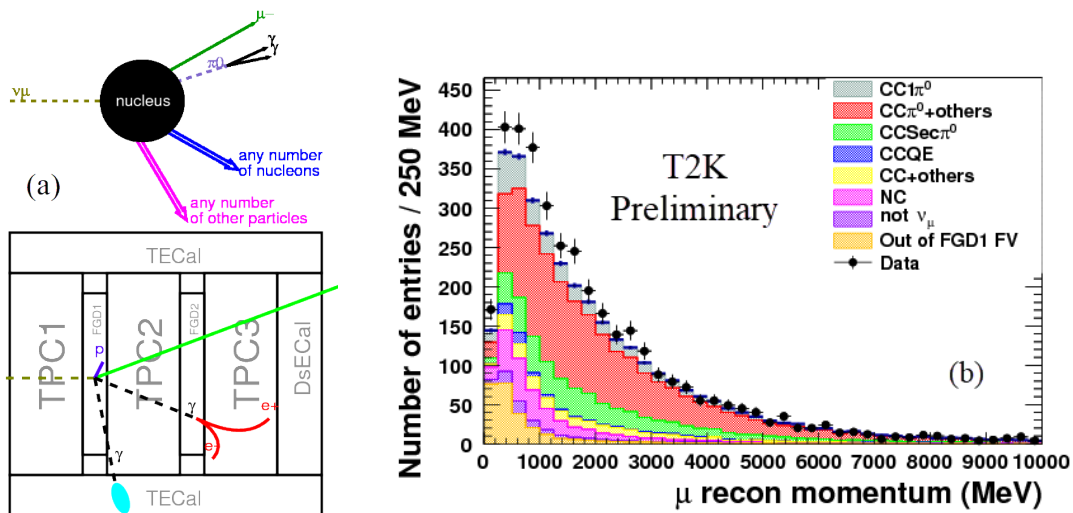 μ−
γ
γ
π0
νμ
nucleus
any number
of nucleons
(a)
any number
of other particles
TECal
TPC1
FGD1
TPC2
FGD2
TPC3
DsECal
p
γ
e+
e-
γ
TECal
Number of entries / 250 MeV
450
400
350
300
250
200
150
100
50
0
T2K
Preliminary
CC1π⁰
CCπ⁰+others
CCSecπ⁰
CCQE
CC+others
NC
not νμ
Out of FGD1 FV
Data
(b)
0 1000 2000 3000 4000 5000 6000 7000 8000 9000 10000
μ recon momentum (MeV)